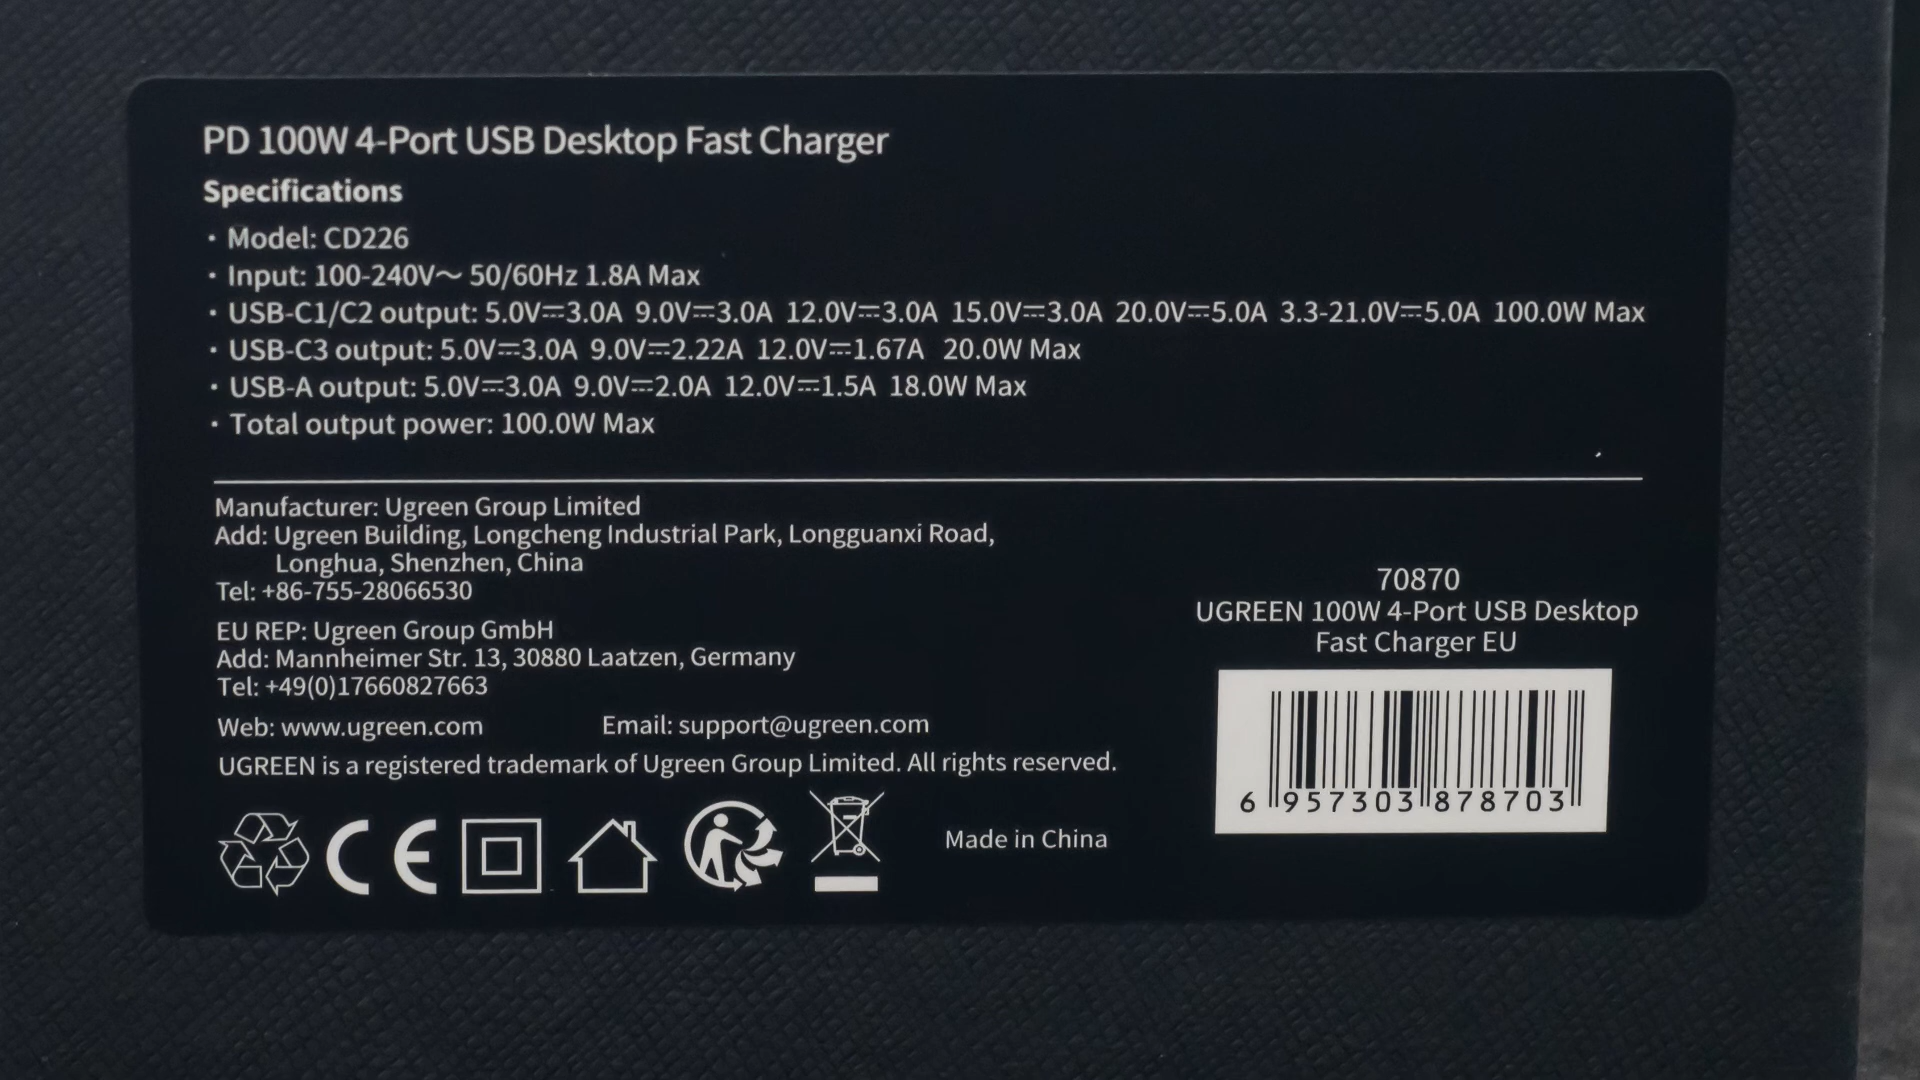 PD 100W 4-Port USB Desktop Fast Charger
Specifications
· Model: CD226
· Input: 100-240V～ 50/60Hz 1.8A Max
· USB-C1/C2 output: 5.0V⎓3.0A 9.0V⎓3.0A 12.0V⎓3.0A 15.0V⎓3.0A 20.0V⎓5.0A 3.3-21.0V⎓5.0A 100.0W Max
· USB-C3 output: 5.0V⎓3.0A 9.0V⎓2.22A 12.0V⎓1.67A 20.0W Max
· USB-A output: 5.0V⎓3.0A 9.0V⎓2.0A 12.0V⎓1.5A 18.0W Max
· Total output power: 100.0W Max
Manufacturer: Ugreen Group Limited
Add: Ugreen Building, Longcheng Industrial Park, Longguanxi Road,
Longhua, Shenzhen, China
Tel: +86-755-28066530
EU REP: Ugreen Group GmbH
Add: Mannheimer Str. 13, 30880 Laatzen, Germany
Tel: +49(0)17660827663
Web: www.ugreen.com Email: support@ugreen.com
UGREEN is a registered trademark of Ugreen Group Limited. All rights reserved.
CE
Made in China
70870
UGREEN 100W 4-Port USB Desktop
Fast Charger EU
6 957303 878703